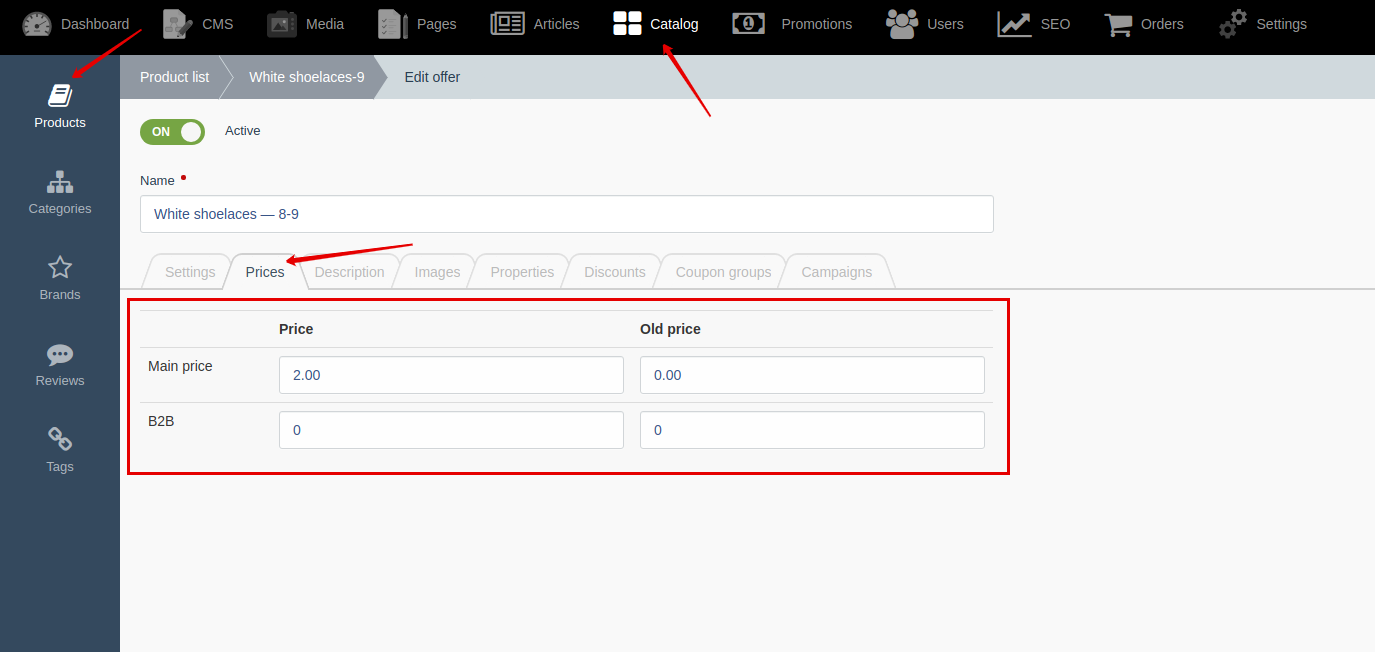 Dashboard CMS Media Pages Articles Catalog Promotions Users SEO Orders Settings
Products
Categories
Brands
Reviews
Tags
Product list White shoelaces-9 Edit offer
ON Active
Name
White shoelaces — 8-9
Settings Prices Description Images Properties Discounts Coupon groups Campaigns
Price Old price
Main price 2.00 0.00
B2B 0 0